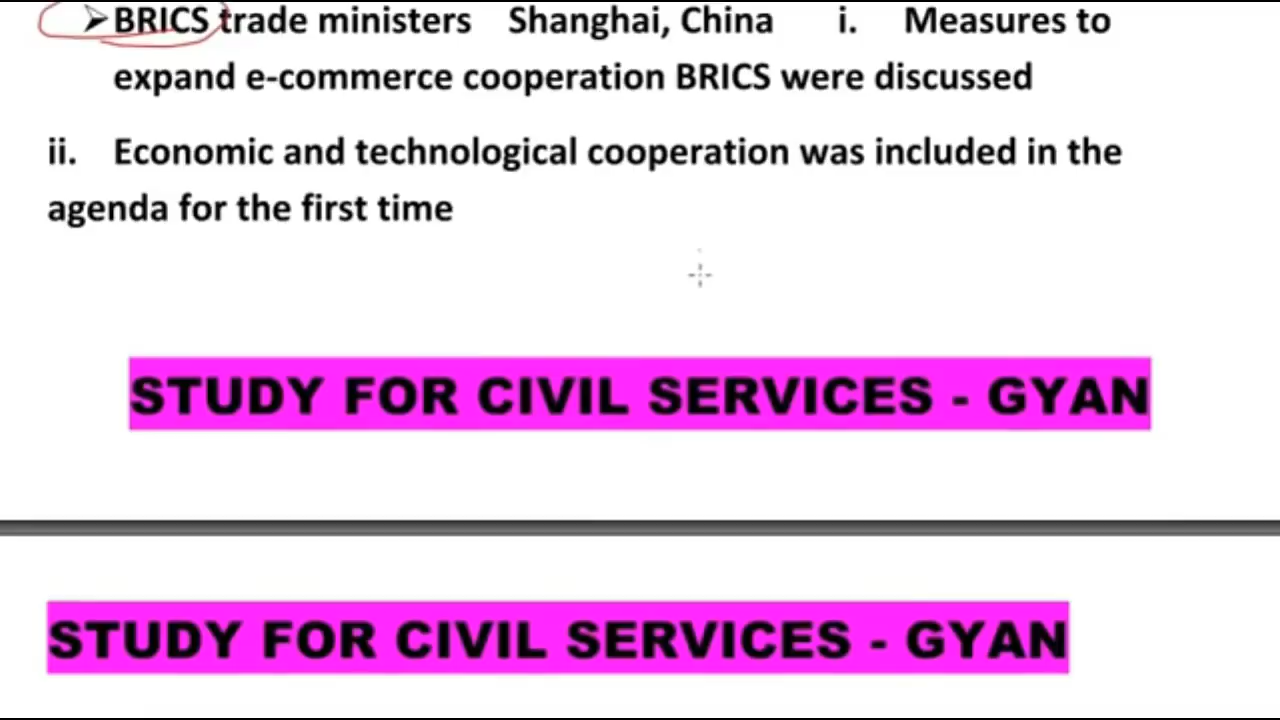 ➢BRICS trade ministers Shanghai, China i. Measures to
expand e-commerce cooperation BRICS were discussed
ii. Economic and technological cooperation was included in the
agenda for the first time
STUDY FOR CIVIL SERVICES - GYAN
STUDY FOR CIVIL SERVICES - GYAN